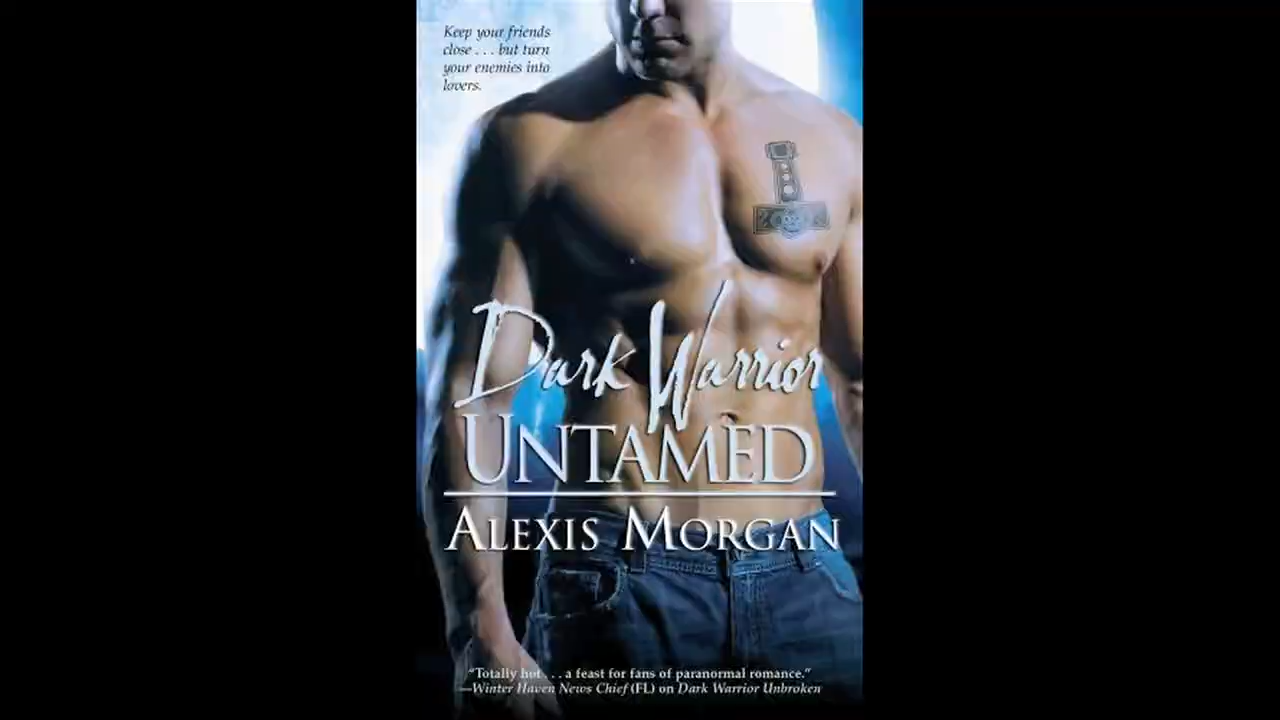 Keep your friends
close . . . but turn
your enemies into
lovers.
Dark Warrior
UNTAMED
ALEXIS MORGAN
“Totally hot . . . a feast for fans of paranormal romance.”
—Winter Haven News Chief (FL) on Dark Warrior Unbroken